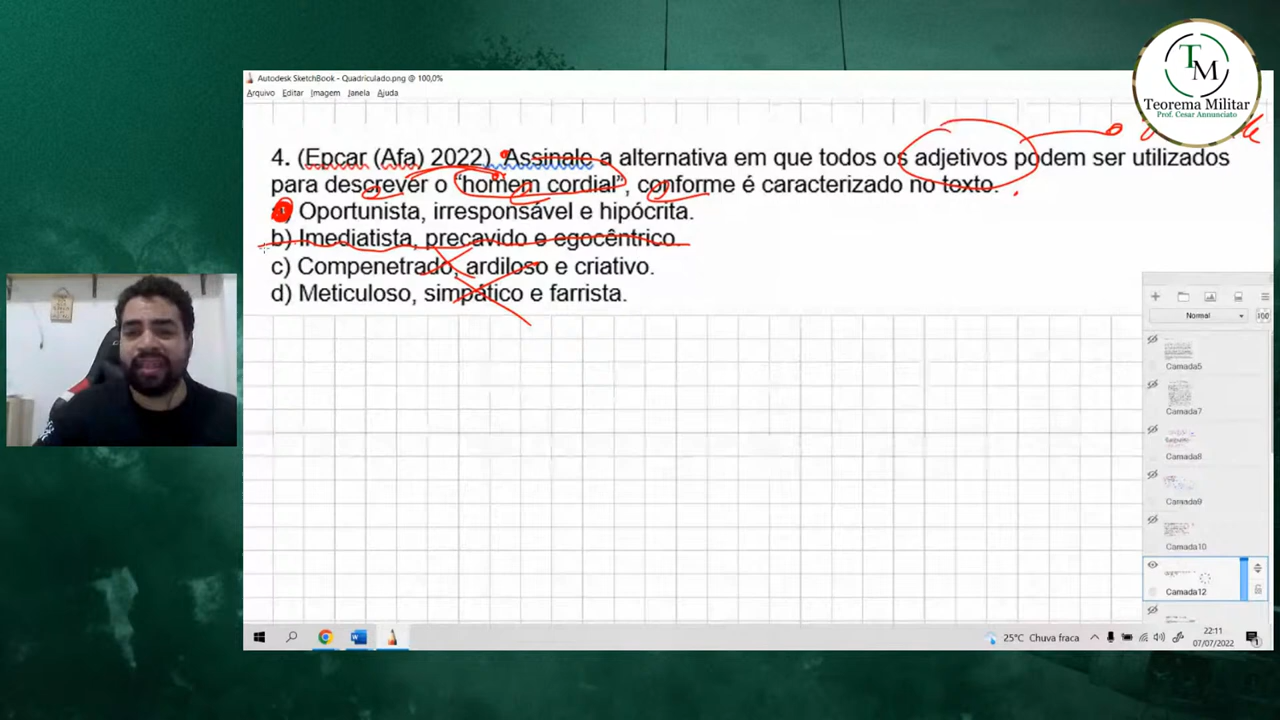 TM
Teorema Militar
Prof. Cesar Annunciato
Autodesk SketchBook - Quadriculado.png @ 100,0%
Arquivo Editar Imagem Janela Ajuda
4. (Epcar (Afa) 2022) Assinale a alternativa em que todos os adjetivos podem ser utilizados
para descrever o “homem cordial”, conforme é caracterizado no texto.
a) Oportunista, irresponsável e hipócrita.
b) Imediatista, precavido e egocêntrico.
c) Compenetrado, ardiloso e criativo.
d) Meticuloso, simpático e farrista.
Normal 100
Camada5
Camada7
Camada8
Camada9
Camada10
Camada12
25°C Chuva fraca
22:11
07/07/2022